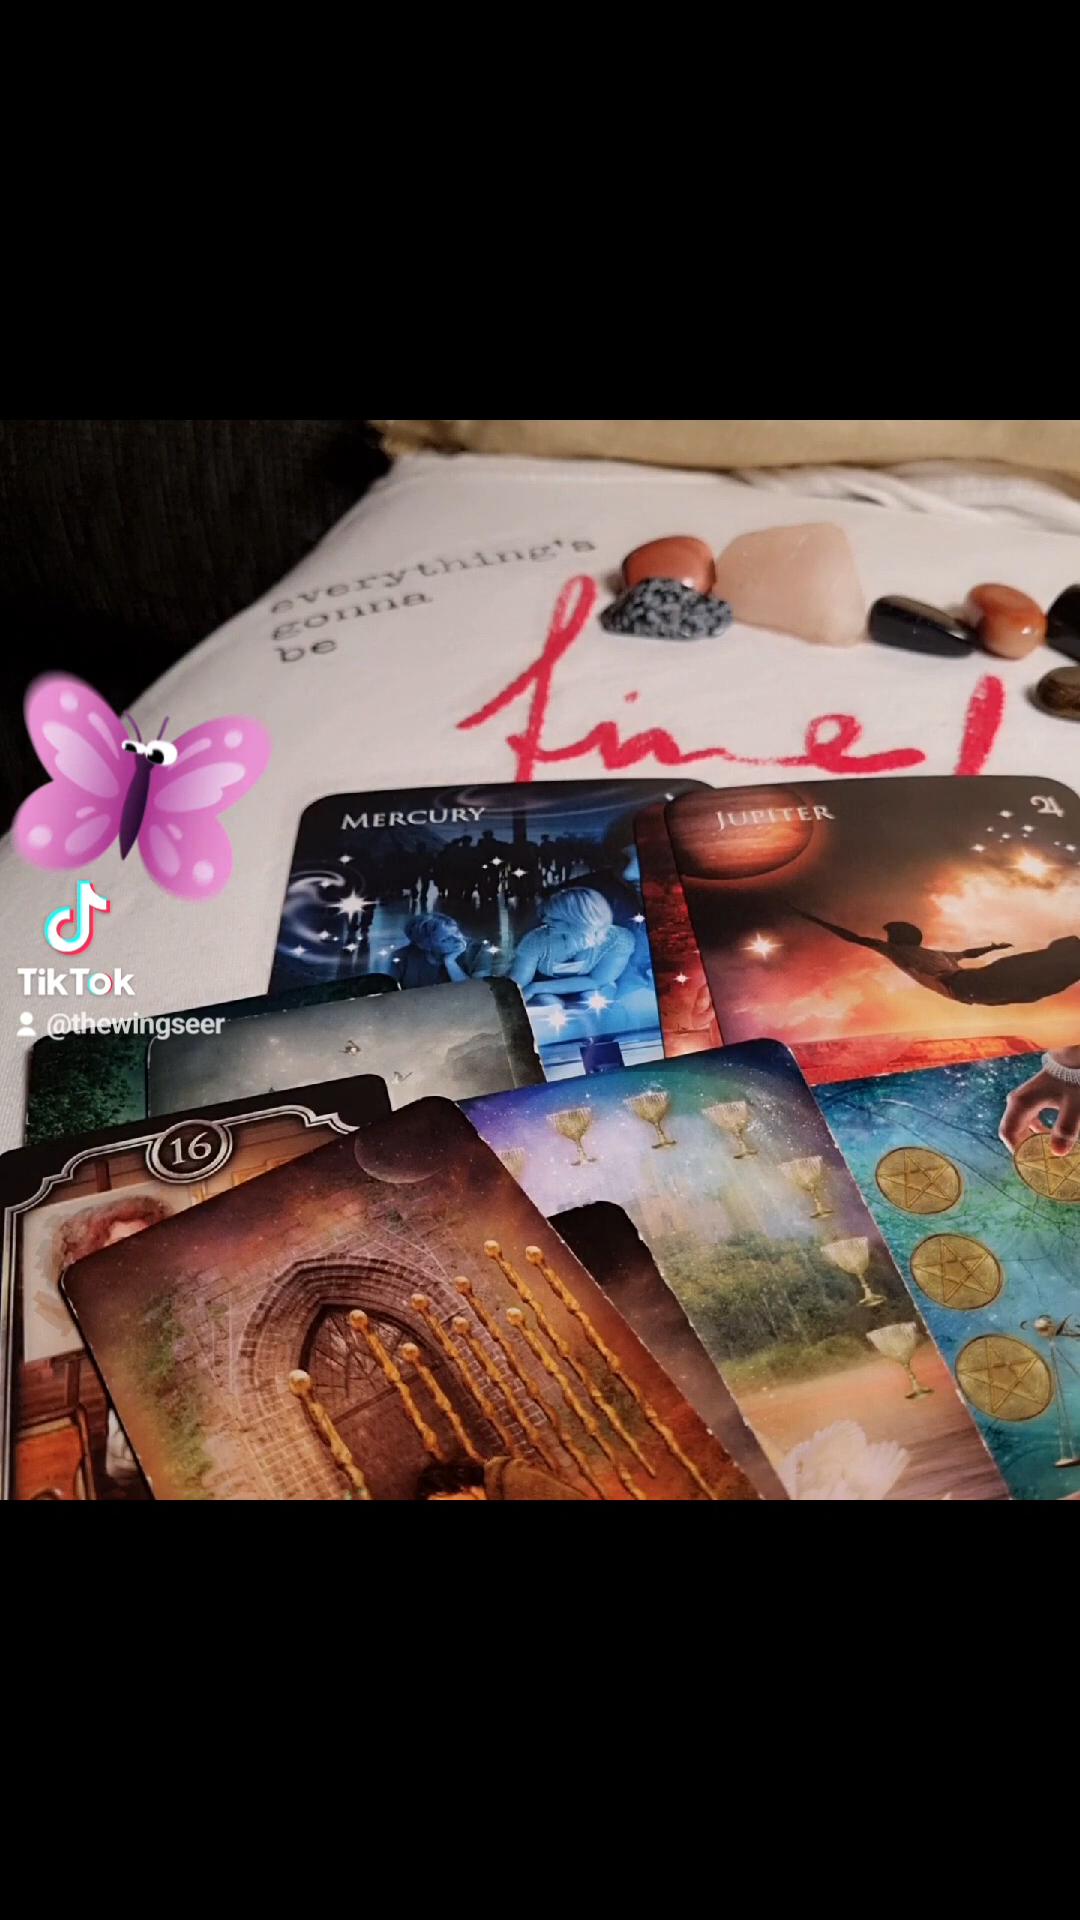 everything's
gonna
be
fine!
MERCURY
JUPITER
16
TikTok
@thewingseer